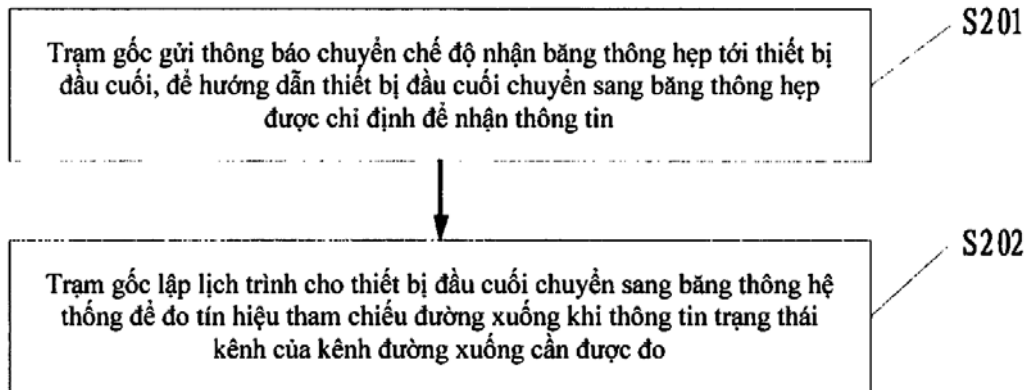 S201
Trạm gốc gửi thông báo chuyển chế độ nhận băng thông hẹp tới thiết bị
đầu cuối, để hướng dẫn thiết bị đầu cuối chuyển sang băng thông hẹp
được chỉ định để nhận thông tin
S202
Trạm gốc lập lịch trình cho thiết bị đầu cuối chuyển sang băng thông hệ
thống để đo tín hiệu tham chiếu đường xuống khi thông tin trạng thái
kênh của kênh đường xuống cần được đo